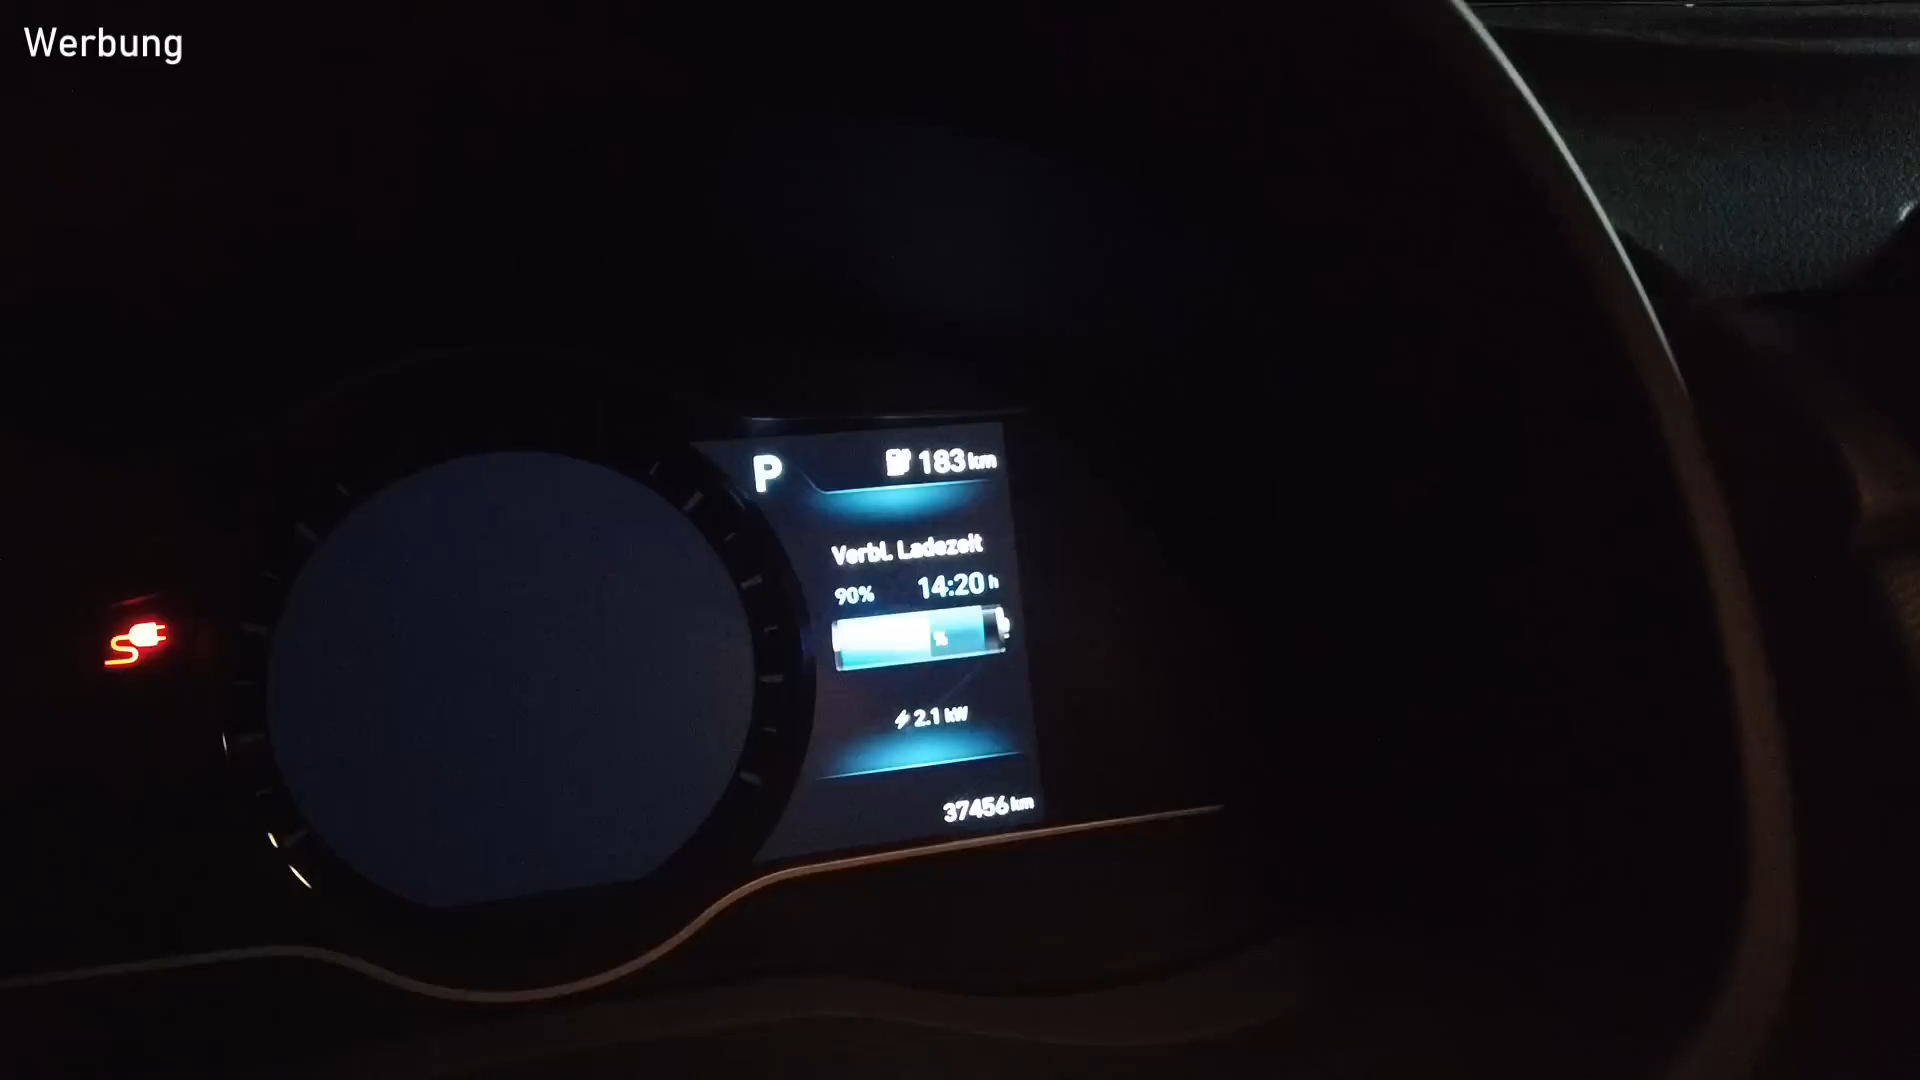 Werbung
P
183 km
Verbl. Ladezeit
90% 14:20 h
%
2.1 kW
37456 km